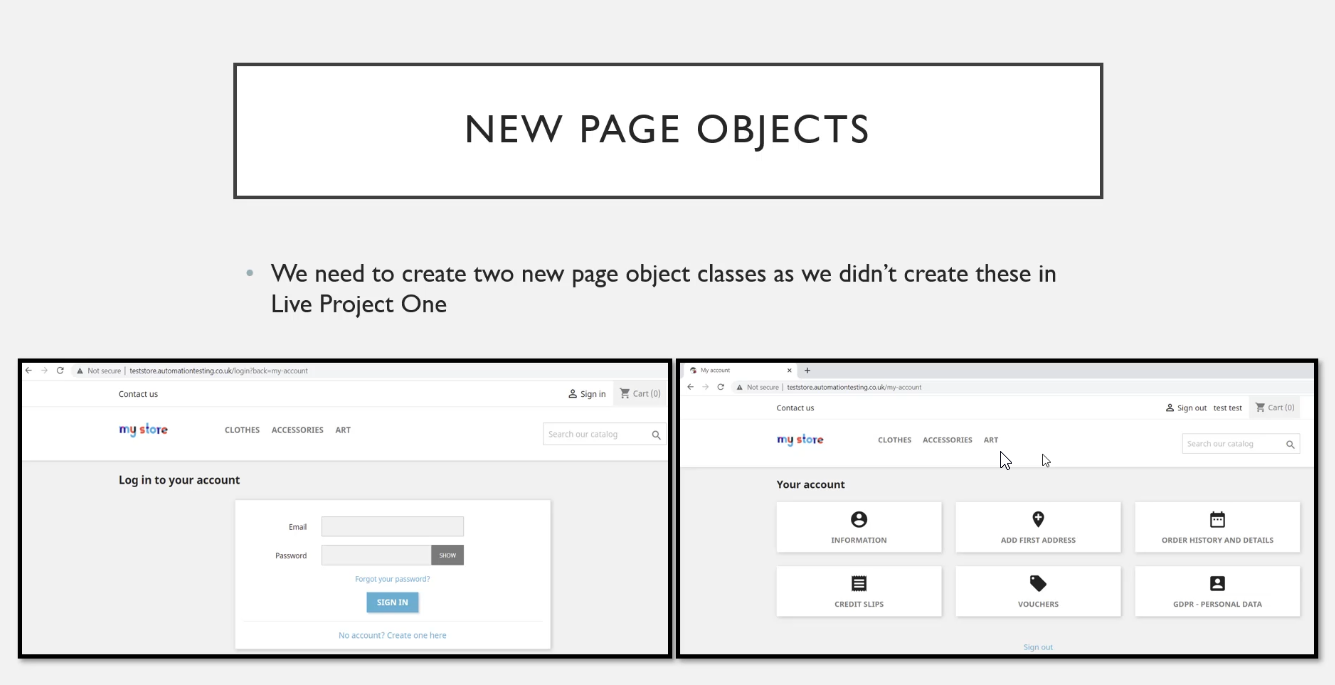 NEW PAGE OBJECTS
• We need to create two new page object classes as we didn't create these in
Live Project One
Not secure | teststore.automationtesting.co.uk/login?back=my-account
Contact us
Sign in
Cart (0)
my store
CLOTHES
ACCESSORIES
ART
Search our catalog
Log in to your account
Email
Password
SHOW
Forgot your password?
SIGN IN
No account? Create one here
My account
Not secure | teststore.automationtesting.co.uk/my-account
Contact us
Sign out
test test
Cart (0)
my store
CLOTHES
ACCESSORIES
ART
Search our catalog
Your account
INFORMATION
ADD FIRST ADDRESS
ORDER HISTORY AND DETAILS
CREDIT SLIPS
VOUCHERS
GDPR - PERSONAL DATA
Sign out